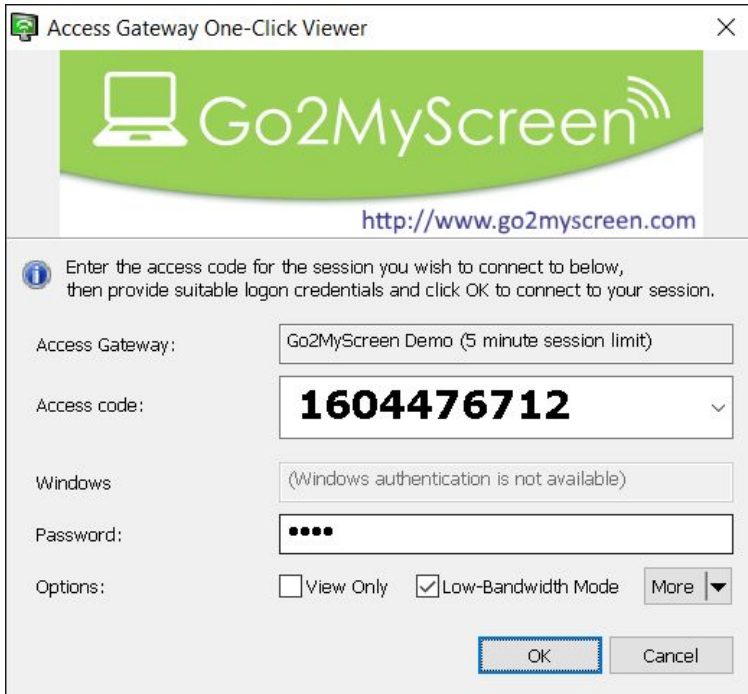 Access Gateway One-Click Viewer
Go2MyScreen
http://www.go2myscreen.com
Enter the access code for the session you wish to connect to below,
then provide suitable logon credentials and click OK to connect to your session.
Access Gateway: Go2MyScreen Demo (5 minute session limit)
Access code: 1604476712
Windows (Windows authentication is not available)
Password: ••••
Options: View Only Low-Bandwidth Mode More
OK Cancel